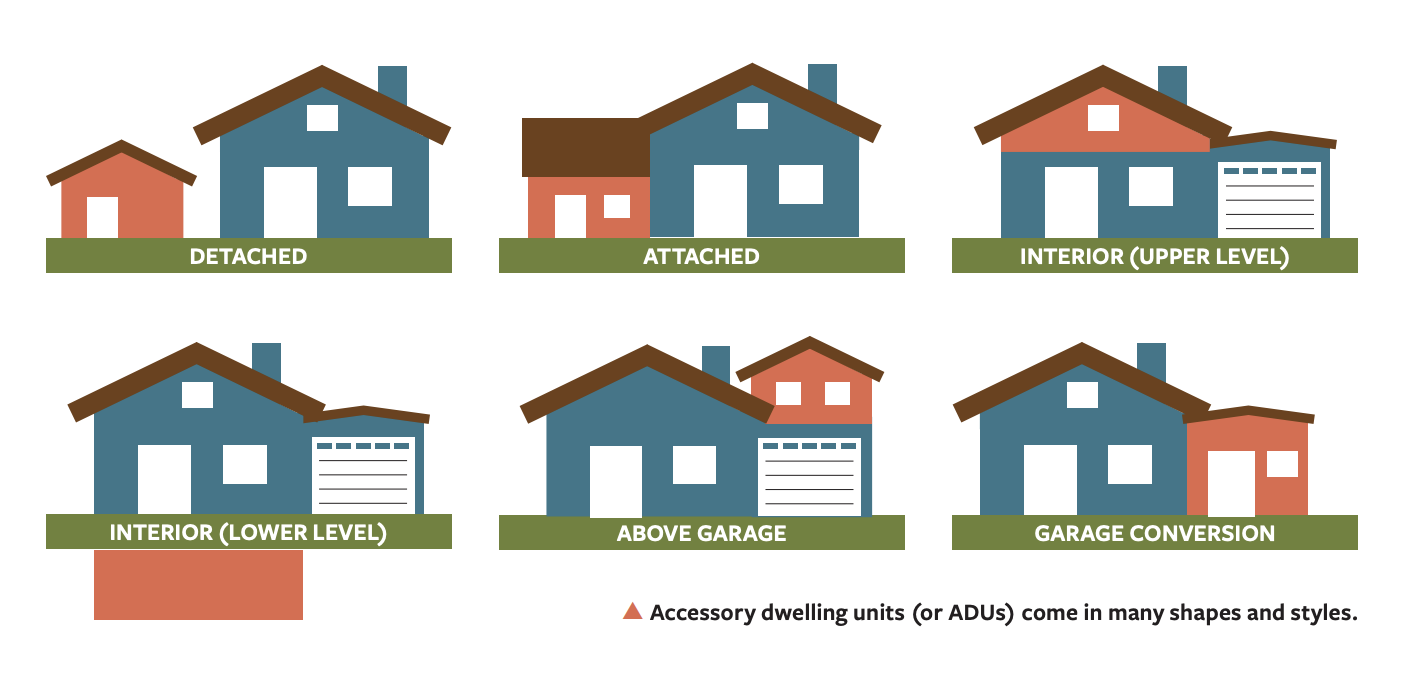 DETACHED
ATTACHED
INTERIOR (UPPER LEVEL)
INTERIOR (LOWER LEVEL)
ABOVE GARAGE
GARAGE CONVERSION
Accessory dwelling units (or ADUs) come in many shapes and styles.